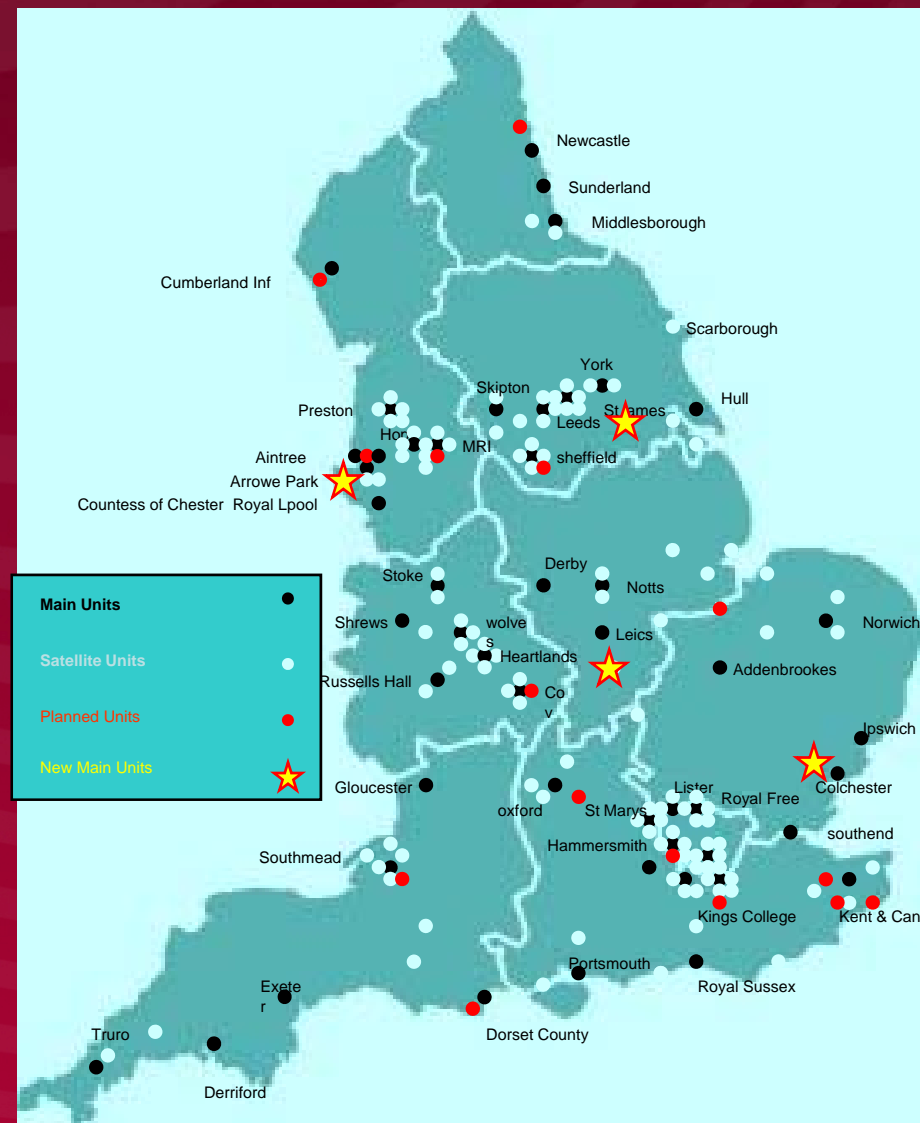 Newcastle
Sunderland
Middlesborough
Cumberland Inf
Scarborough
York
Skipton
Hull
Preston
Leeds
St James
Hop
MRI
sheffield
Aintree
Arrowe Park
Countess of Chester
Royal Lpool
Stoke
Derby
Notts
Main Units
Shrews
wolve
s
Leics
Norwich
Satellite Units
Heartlands
Addenbrookes
Russells Hall
Co
v
Planned Units
Ipswich
New Main Units
Gloucester
oxford
St Marys
Lister
Royal Free
Colchester
southend
Hammersmith
Southmead
Kings College
Kent & Can
Portsmouth
Royal Sussex
Exete
r
Dorset County
Truro
Derriford